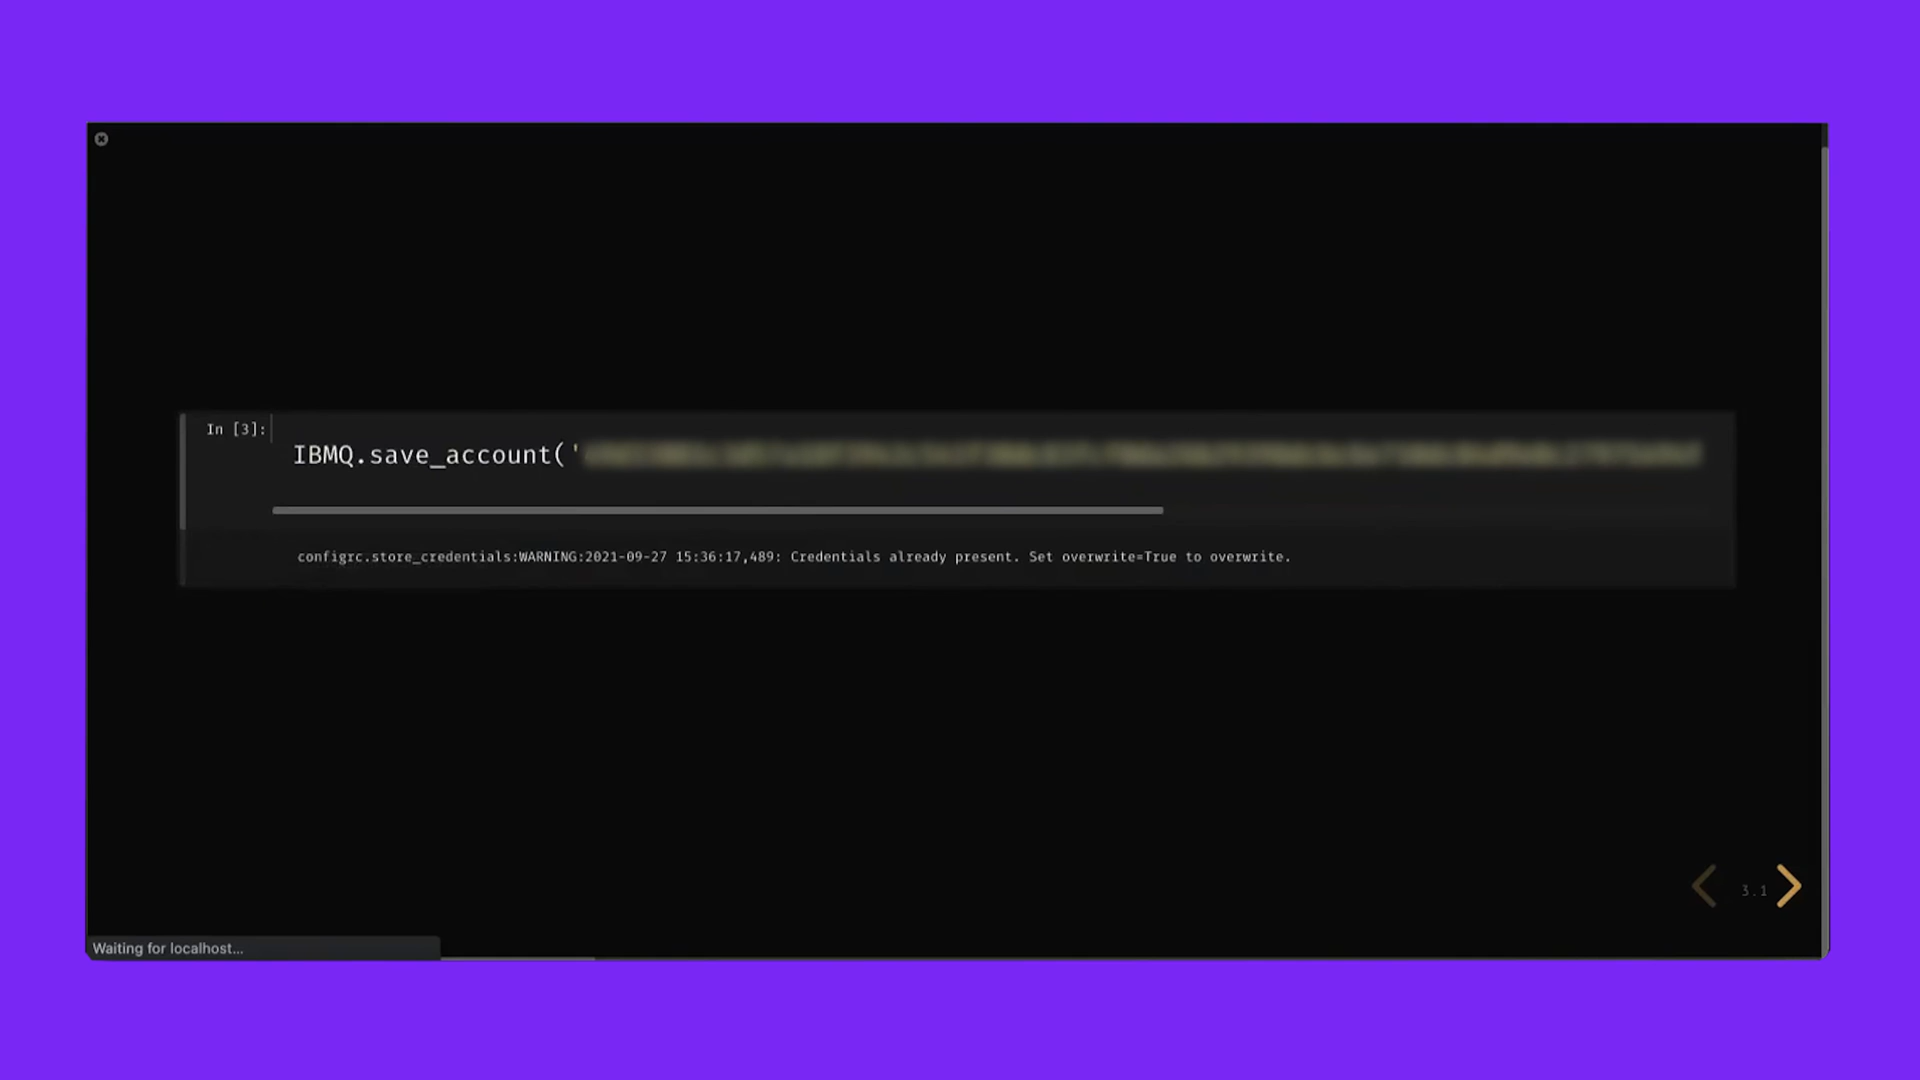 In [3]:
IBMQ.save_account('
configrc.store_credentials:WARNING:2021-09-27 15:36:17,489: Credentials already present. Set overwrite=True to overwrite.
3.1
Waiting for localhost...